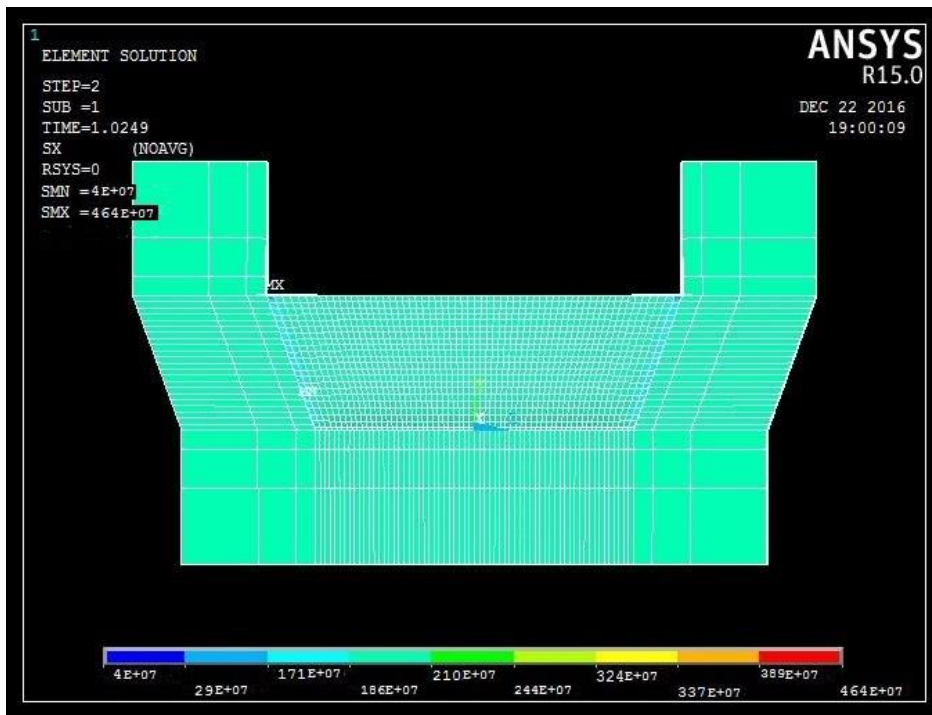 1
ELEMENT SOLUTION
STEP=2
SUB =1
TIME=1.0249
SX (NOAVG)
RSYS=0
SMN =4E+07
SMX =464E+07
ANSYS
R15.0
DEC 22 2016
19:00:09
MX
4E+07 171E+07 210E+07 324E+07 389E+07
29E+07 186E+07 244E+07 337E+07 464E+07